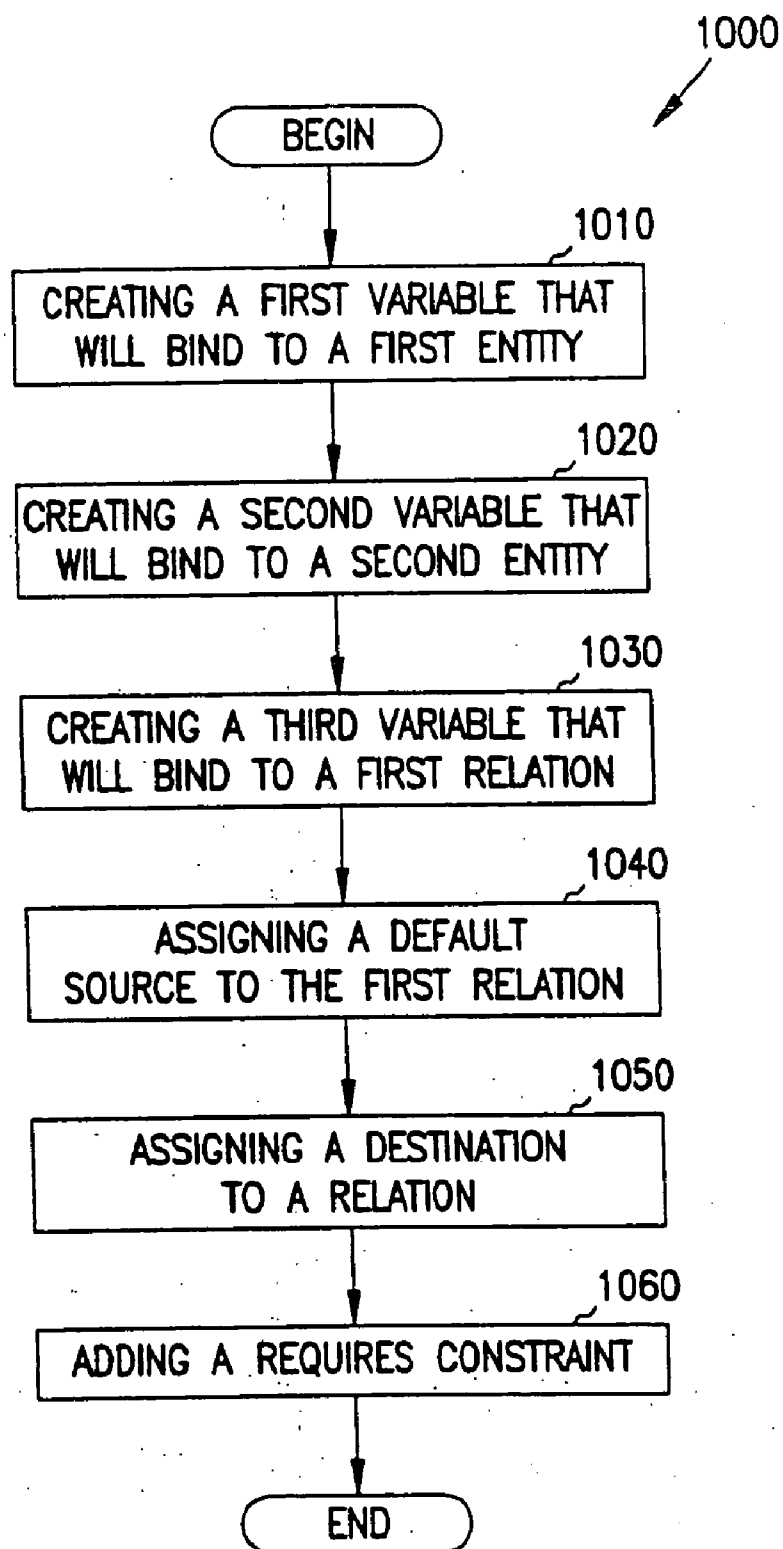 1000
BEGIN
1010
CREATING A FIRST VARIABLE THAT
WILL BIND TO A FIRST ENTITY
1020
CREATING A SECOND VARIABLE THAT
WILL BIND TO A SECOND ENTITY
1030
CREATING A THIRD VARIABLE THAT
WILL BIND TO A FIRST RELATION
1040
ASSIGNING A DEFAULT
SOURCE TO THE FIRST RELATION
1050
ASSIGNING A DESTINATION
TO A RELATION
1060
ADDING A REQUIRES CONSTRAINT
END